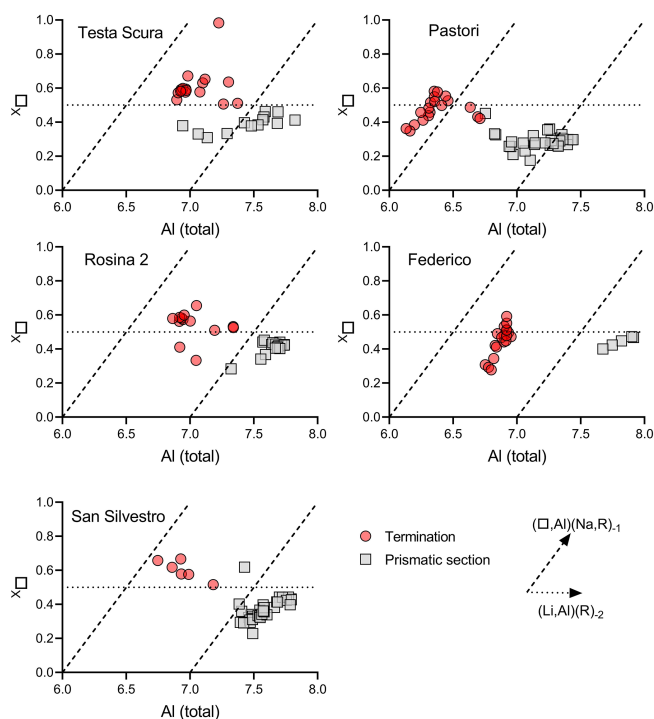 Testa Scura
1.0
0.8
0.6
0.4
0.2
0.0
x□
6.0 6.5 7.0 7.5 8.0
Al (total)
Pastori
1.0
0.8
0.6
0.4
0.2
0.0
x□
6.0 6.5 7.0 7.5 8.0
Al (total)
Rosina 2
1.0
0.8
0.6
0.4
0.2
0.0
x□
6.0 6.5 7.0 7.5 8.0
Al (total)
Federico
1.0
0.8
0.6
0.4
0.2
0.0
x□
6.0 6.5 7.0 7.5 8.0
Al (total)
San Silvestro
1.0
0.8
0.6
0.4
0.2
0.0
x□
6.0 6.5 7.0 7.5 8.0
Al (total)
Termination
Prismatic section
(□,Al)(Na,R)-1
(Li,Al)(R)-2